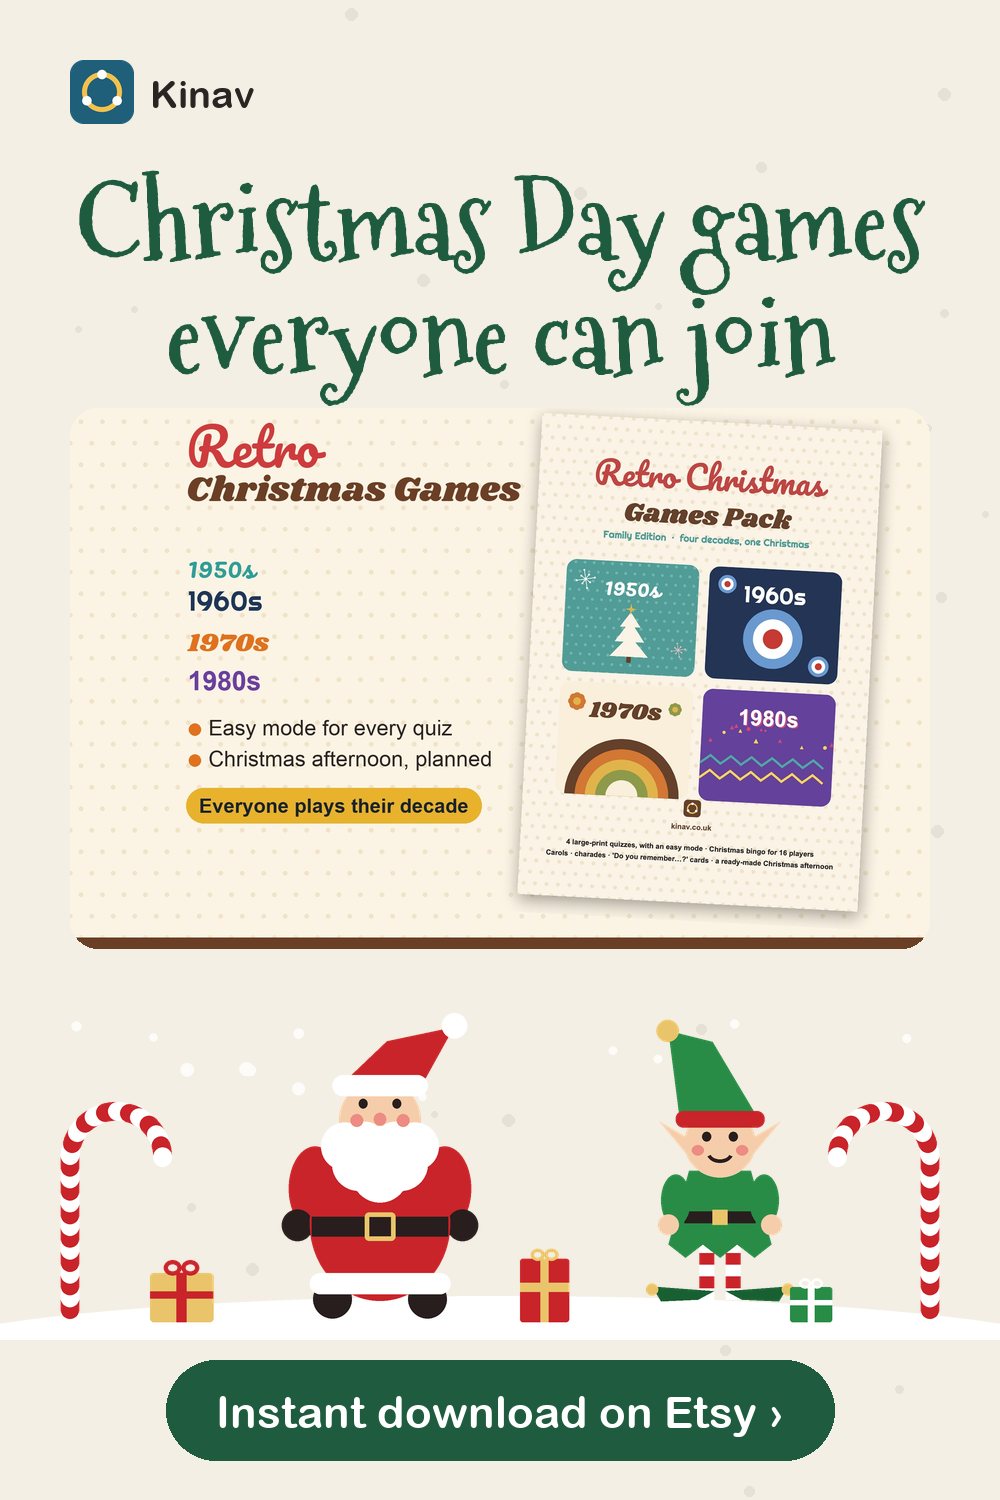 Kinav
Christmas Day games
everyone can join
Retro
Christmas Games
1950s
1960s
1970s
1980s
Easy mode for every quiz
Christmas afternoon, planned
Everyone plays their decade
Retro Christmas
Games Pack
Family Edition · four decades, one Christmas
1950s
1960s
1970s
1980s
kinav.co.uk
4 large-print quizzes, with an easy mode · Christmas bingo for 16 players
Carols · charades · 'Do you remember...?' cards · a ready-made Christmas afternoon
Instant download on Etsy ›